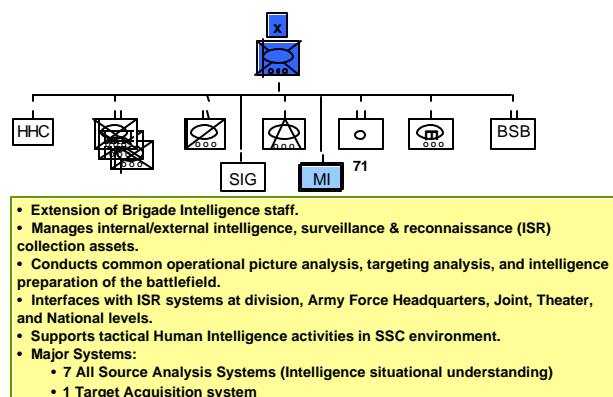 x
HHC
BSB
SIG
MI
71
• Extension of Brigade Intelligence staff.
• Manages internal/external intelligence, surveillance & reconnaissance (ISR)
collection assets.
• Conducts common operational picture analysis, targeting analysis, and intelligence
preparation of the battlefield.
• Interfaces with ISR systems at division, Army Force Headquarters, Joint, Theater,
and National levels.
• Supports tactical Human Intelligence activities in SSC environment.
• Major Systems:
• 7 All Source Analysis Systems (Intelligence situational understanding)
• 1 Target Acquisition system